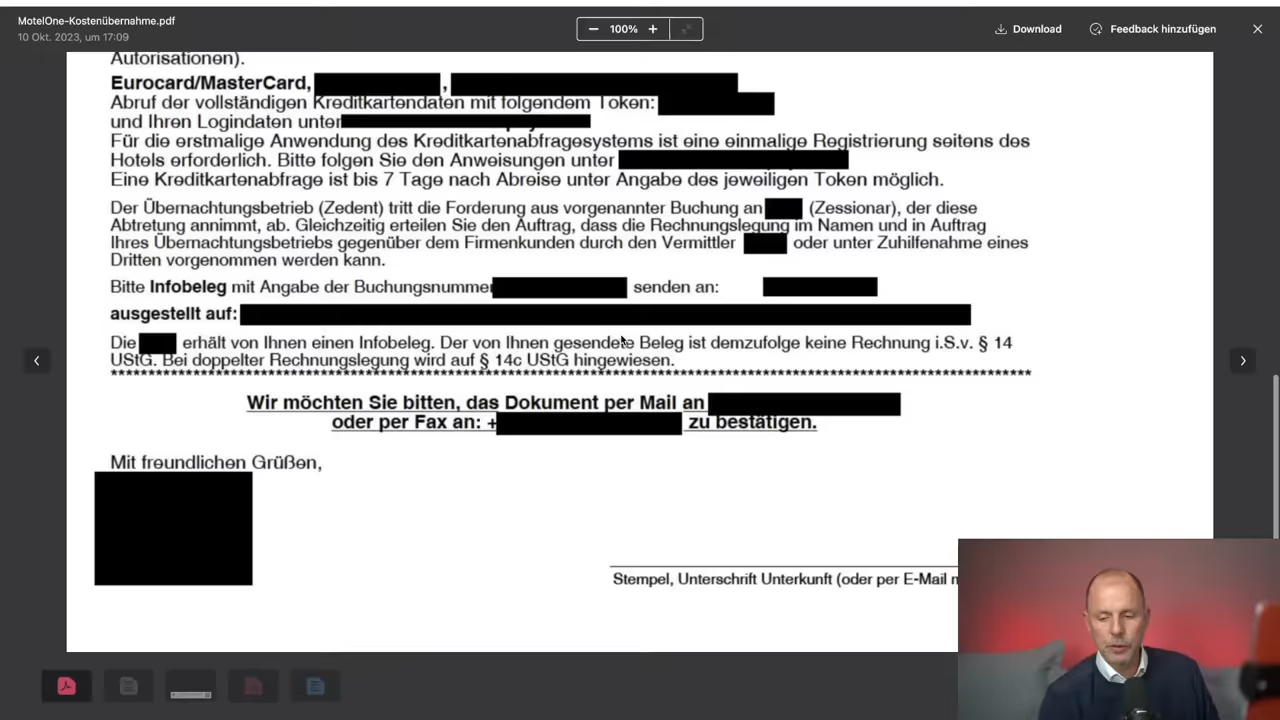 MotelOne-Kostenübernahme.pdf
10 Okt. 2023, um 17:09
100%
Download
Feedback hinzufügen
Autorisationen).
Eurocard/MasterCard, ,
Abruf der vollständigen Kreditkartendaten mit folgendem Token:
und Ihren Logindaten unter
Für die erstmalige Anwendung des Kreditkartenabfragesystems ist eine einmalige Registrierung seitens des
Hotels erforderlich. Bitte folgen Sie den Anweisungen unter
Eine Kreditkartenabfrage ist bis 7 Tage nach Abreise unter Angabe des jeweiligen Token möglich.
Der Übernachtungsbetrieb (Zedent) tritt die Forderung aus vorgenannter Buchung an (Zessionar), der diese
Abtretung annimmt, ab. Gleichzeitig erteilen Sie den Auftrag, dass die Rechnungslegung im Namen und in Auftrag
Ihres Übernachtungsbetriebs gegenüber dem Firmenkunden durch den Vermittler oder unter Zuhilfenahme eines
Dritten vorgenommen werden kann.
Bitte Infobeleg mit Angabe der Buchungsnummer senden an:
ausgestellt auf:
Die erhält von Ihnen einen Infobeleg. Der von Ihnen gesendete Beleg ist demzufolge keine Rechnung i.S.v. § 14
UStG. Bei doppelter Rechnungslegung wird auf § 14c UStG hingewiesen.
Wir möchten Sie bitten, das Dokument per Mail an
oder per Fax an: + zu bestätigen.
Mit freundlichen Grüßen,
Stempel, Unterschrift Unterkunft (oder per E-Mail